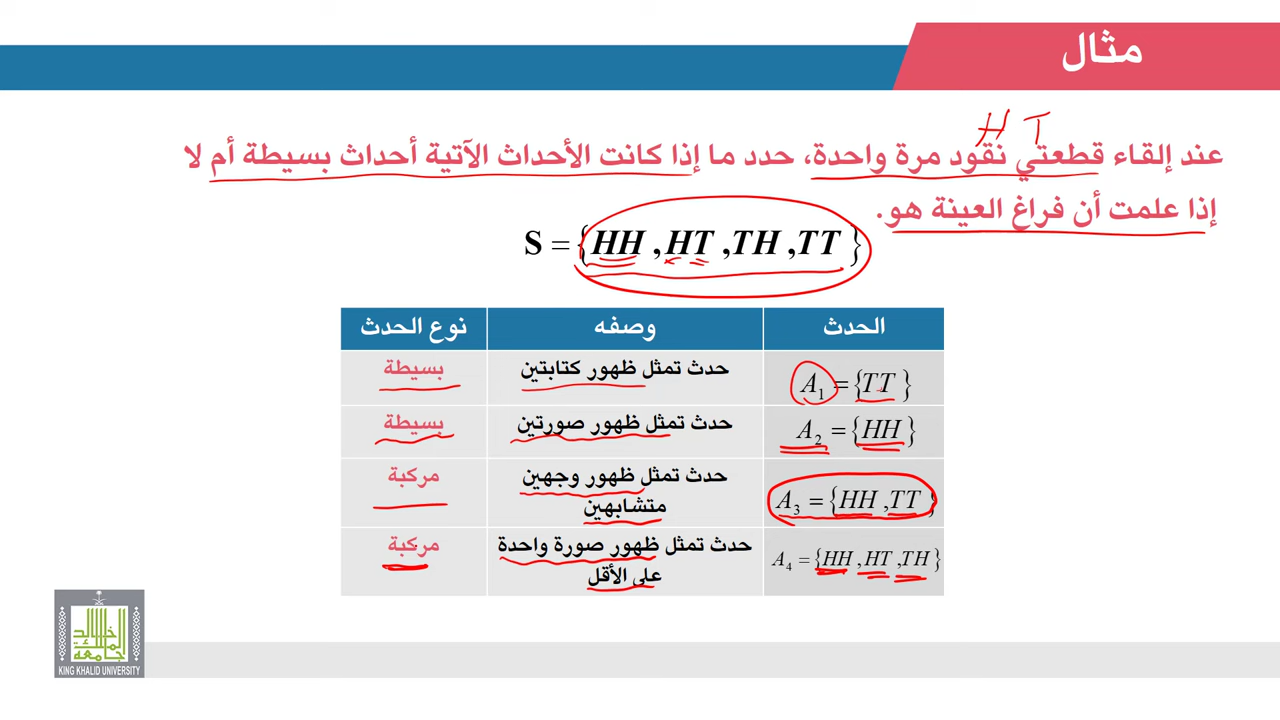 مثال
H T
عند إلقاء قطعتي نقود مرة واحدة، حدد ما إذا كانت الأحداث الآتية أحداث بسيطة أم لا
إذا علمت أن فراغ العينة هو.
S = {HH ,HT ,TH ,TT }
الحدث وصفه نوع الحدث
A₁ = {TT } حدث تمثل ظهور كتابتين بسيطة
A₂ = {HH } حدث تمثل ظهور صورتين بسيطة
A₃ = {HH ,TT } حدث تمثل ظهور وجهين مركبة
متشابهين
A₄ = {HH ,HT ,TH } حدث تمثل ظهور صورة واحدة مركبة
على الأقل
جامعة الملك خالد
KING KHALID UNIVERSITY